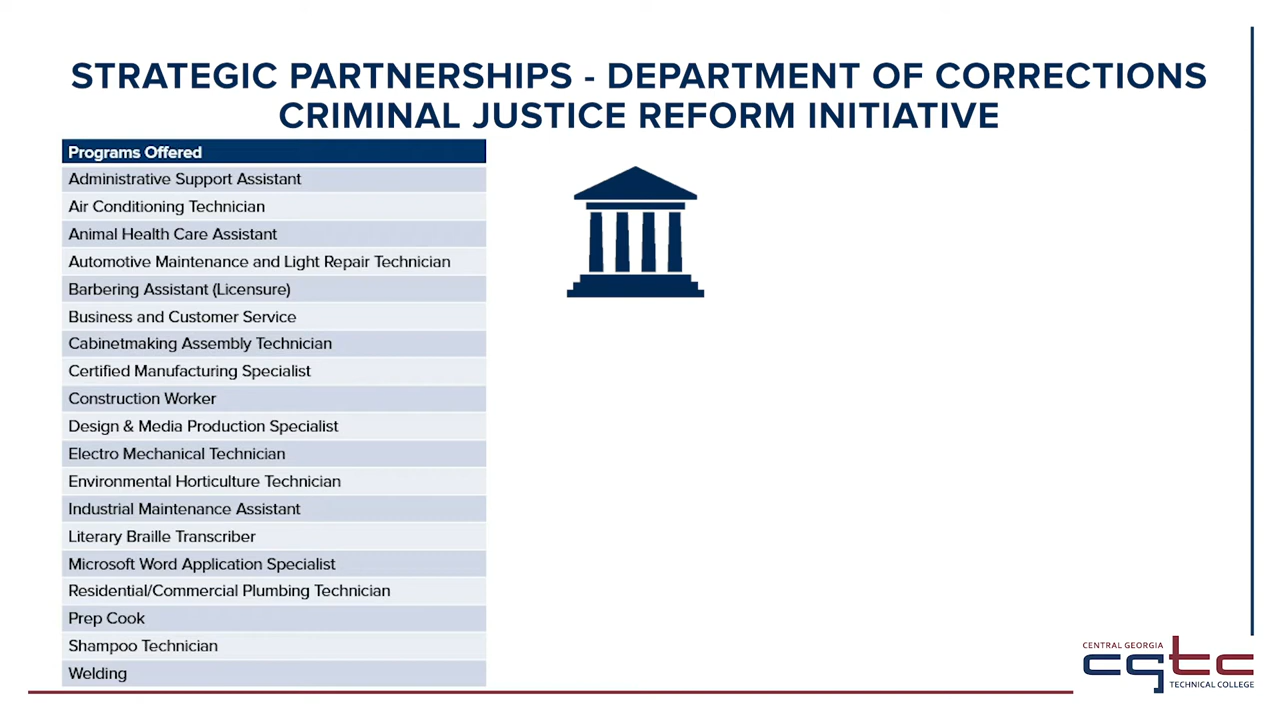 STRATEGIC PARTNERSHIPS - DEPARTMENT OF CORRECTIONS
CRIMINAL JUSTICE REFORM INITIATIVE
Programs Offered
Administrative Support Assistant
Air Conditioning Technician
Animal Health Care Assistant
Automotive Maintenance and Light Repair Technician
Barbering Assistant (Licensure)
Business and Customer Service
Cabinetmaking Assembly Technician
Certified Manufacturing Specialist
Construction Worker
Design & Media Production Specialist
Electro Mechanical Technician
Environmental Horticulture Technician
Industrial Maintenance Assistant
Literary Braille Transcriber
Microsoft Word Application Specialist
Residential/Commercial Plumbing Technician
Prep Cook
Shampoo Technician
Welding
CENTRAL GEORGIA
cgtc
TECHNICAL COLLEGE